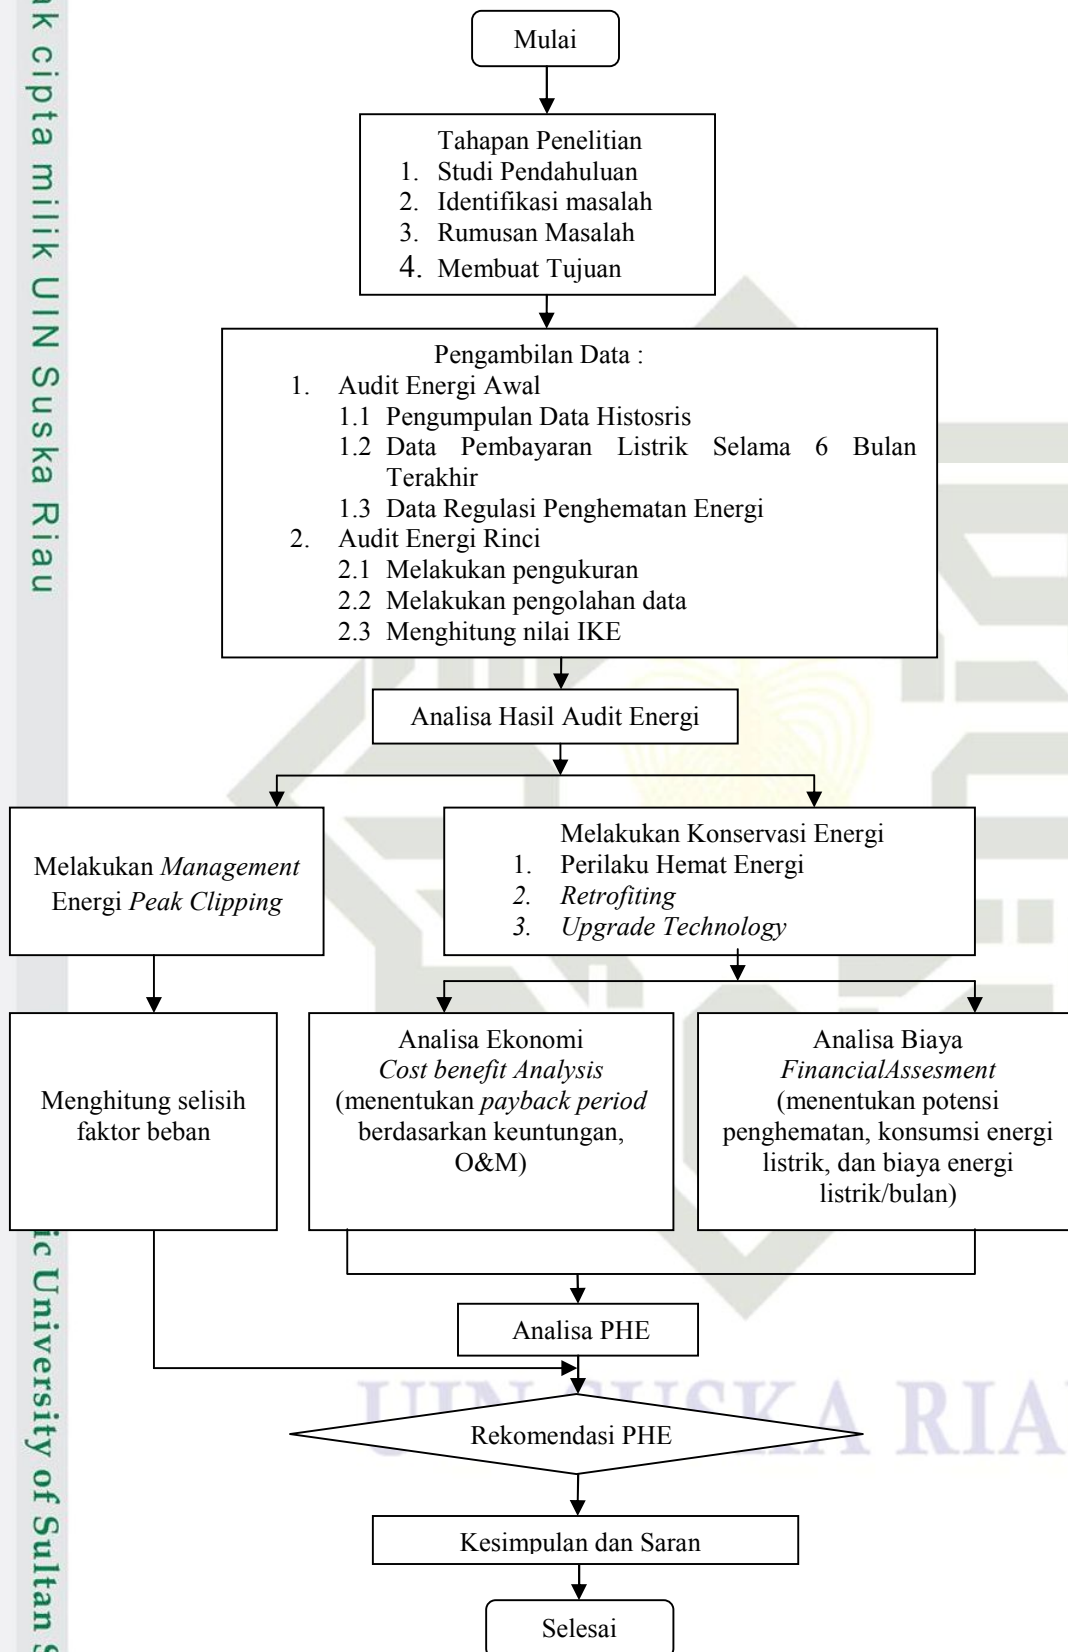 Mulai
Tahapan Penelitian
1. Studi Pendahuluan
2. Identifikasi masalah
3. Rumusan Masalah
4. Membuat Tujuan
Pengambilan Data :
1. Audit Energi Awal
1.1 Pengumpulan Data Histosris
1.2 Data Pembayaran Listrik Selama 6 Bulan
Terakhir
1.3 Data Regulasi Penghematan Energi
2. Audit Energi Rinci
2.1 Melakukan pengukuran
2.2 Melakukan pengolahan data
2.3 Menghitung nilai IKE
Analisa Hasil Audit Energi
Melakukan Management
Energi Peak Clipping
Melakukan Konservasi Energi
1. Perilaku Hemat Energi
2. Retrofiting
3. Upgrade Technology
Menghitung selisih
faktor beban
Analisa Ekonomi
Cost benefit Analysis
(menentukan payback period
berdasarkan keuntungan,
O&M)
Analisa Biaya
FinancialAssesment
(menentukan potensi
penghematan, konsumsi energi
listrik, dan biaya energi
listrik/bulan)
Analisa PHE
Rekomendasi PHE
Kesimpulan dan Saran
Selesai
cipta milik UIN Suska Riau
University of Sultan
UIN SUSKA